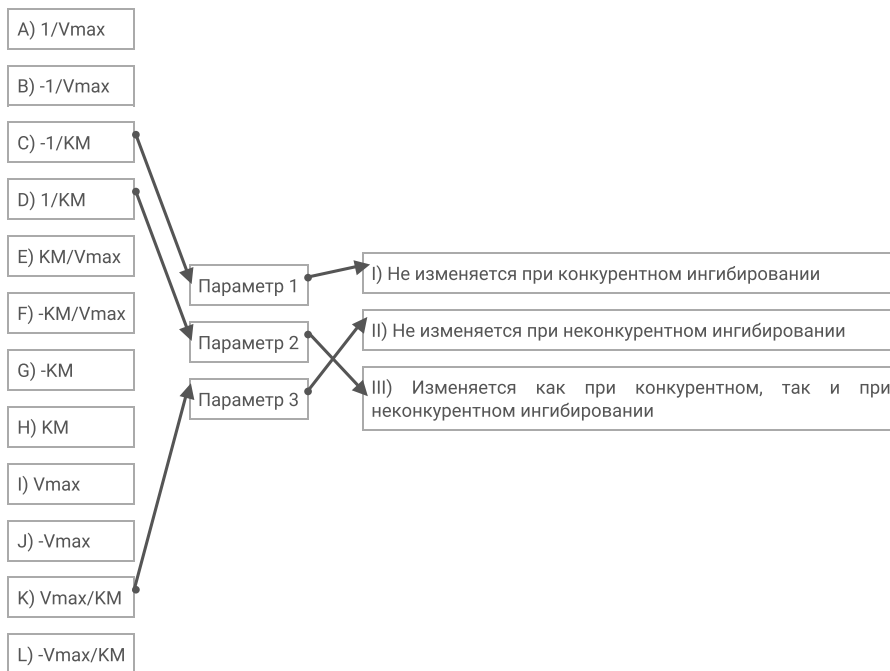 A) 1/Vmax
B) -1/Vmax
C) -1/KM
D) 1/KM
E) KM/Vmax
F) -KM/Vmax
G) -KM
H) KM
I) Vmax
J) -Vmax
K) Vmax/KM
L) -Vmax/KM
Параметр 1
Параметр 2
Параметр 3
I) Не изменяется при конкурентном ингибировании
II) Не изменяется при неконкурентном ингибировании
III) Изменяется как при конкурентном, так и при
неконкурентном ингибировании